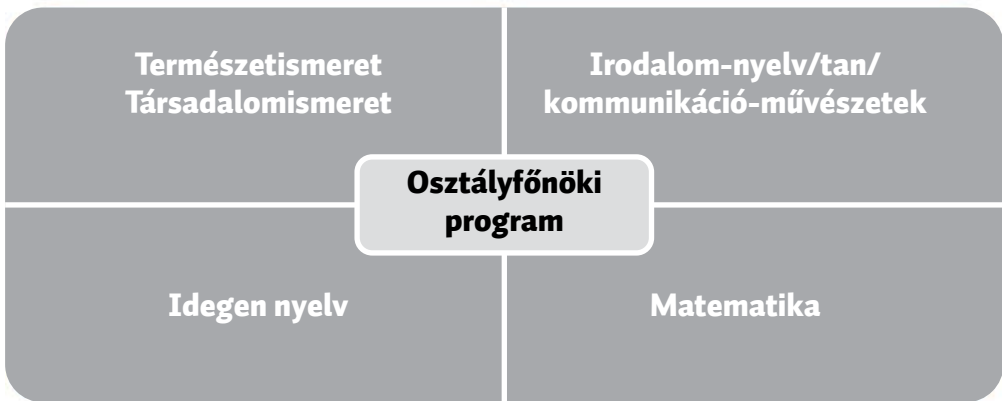 Természetismeret
Társadalomismeret
Irodalom-nyelv/tan/
kommunikáció-művészetek
Osztályfőnöki
program
Idegen nyelv
Matematika